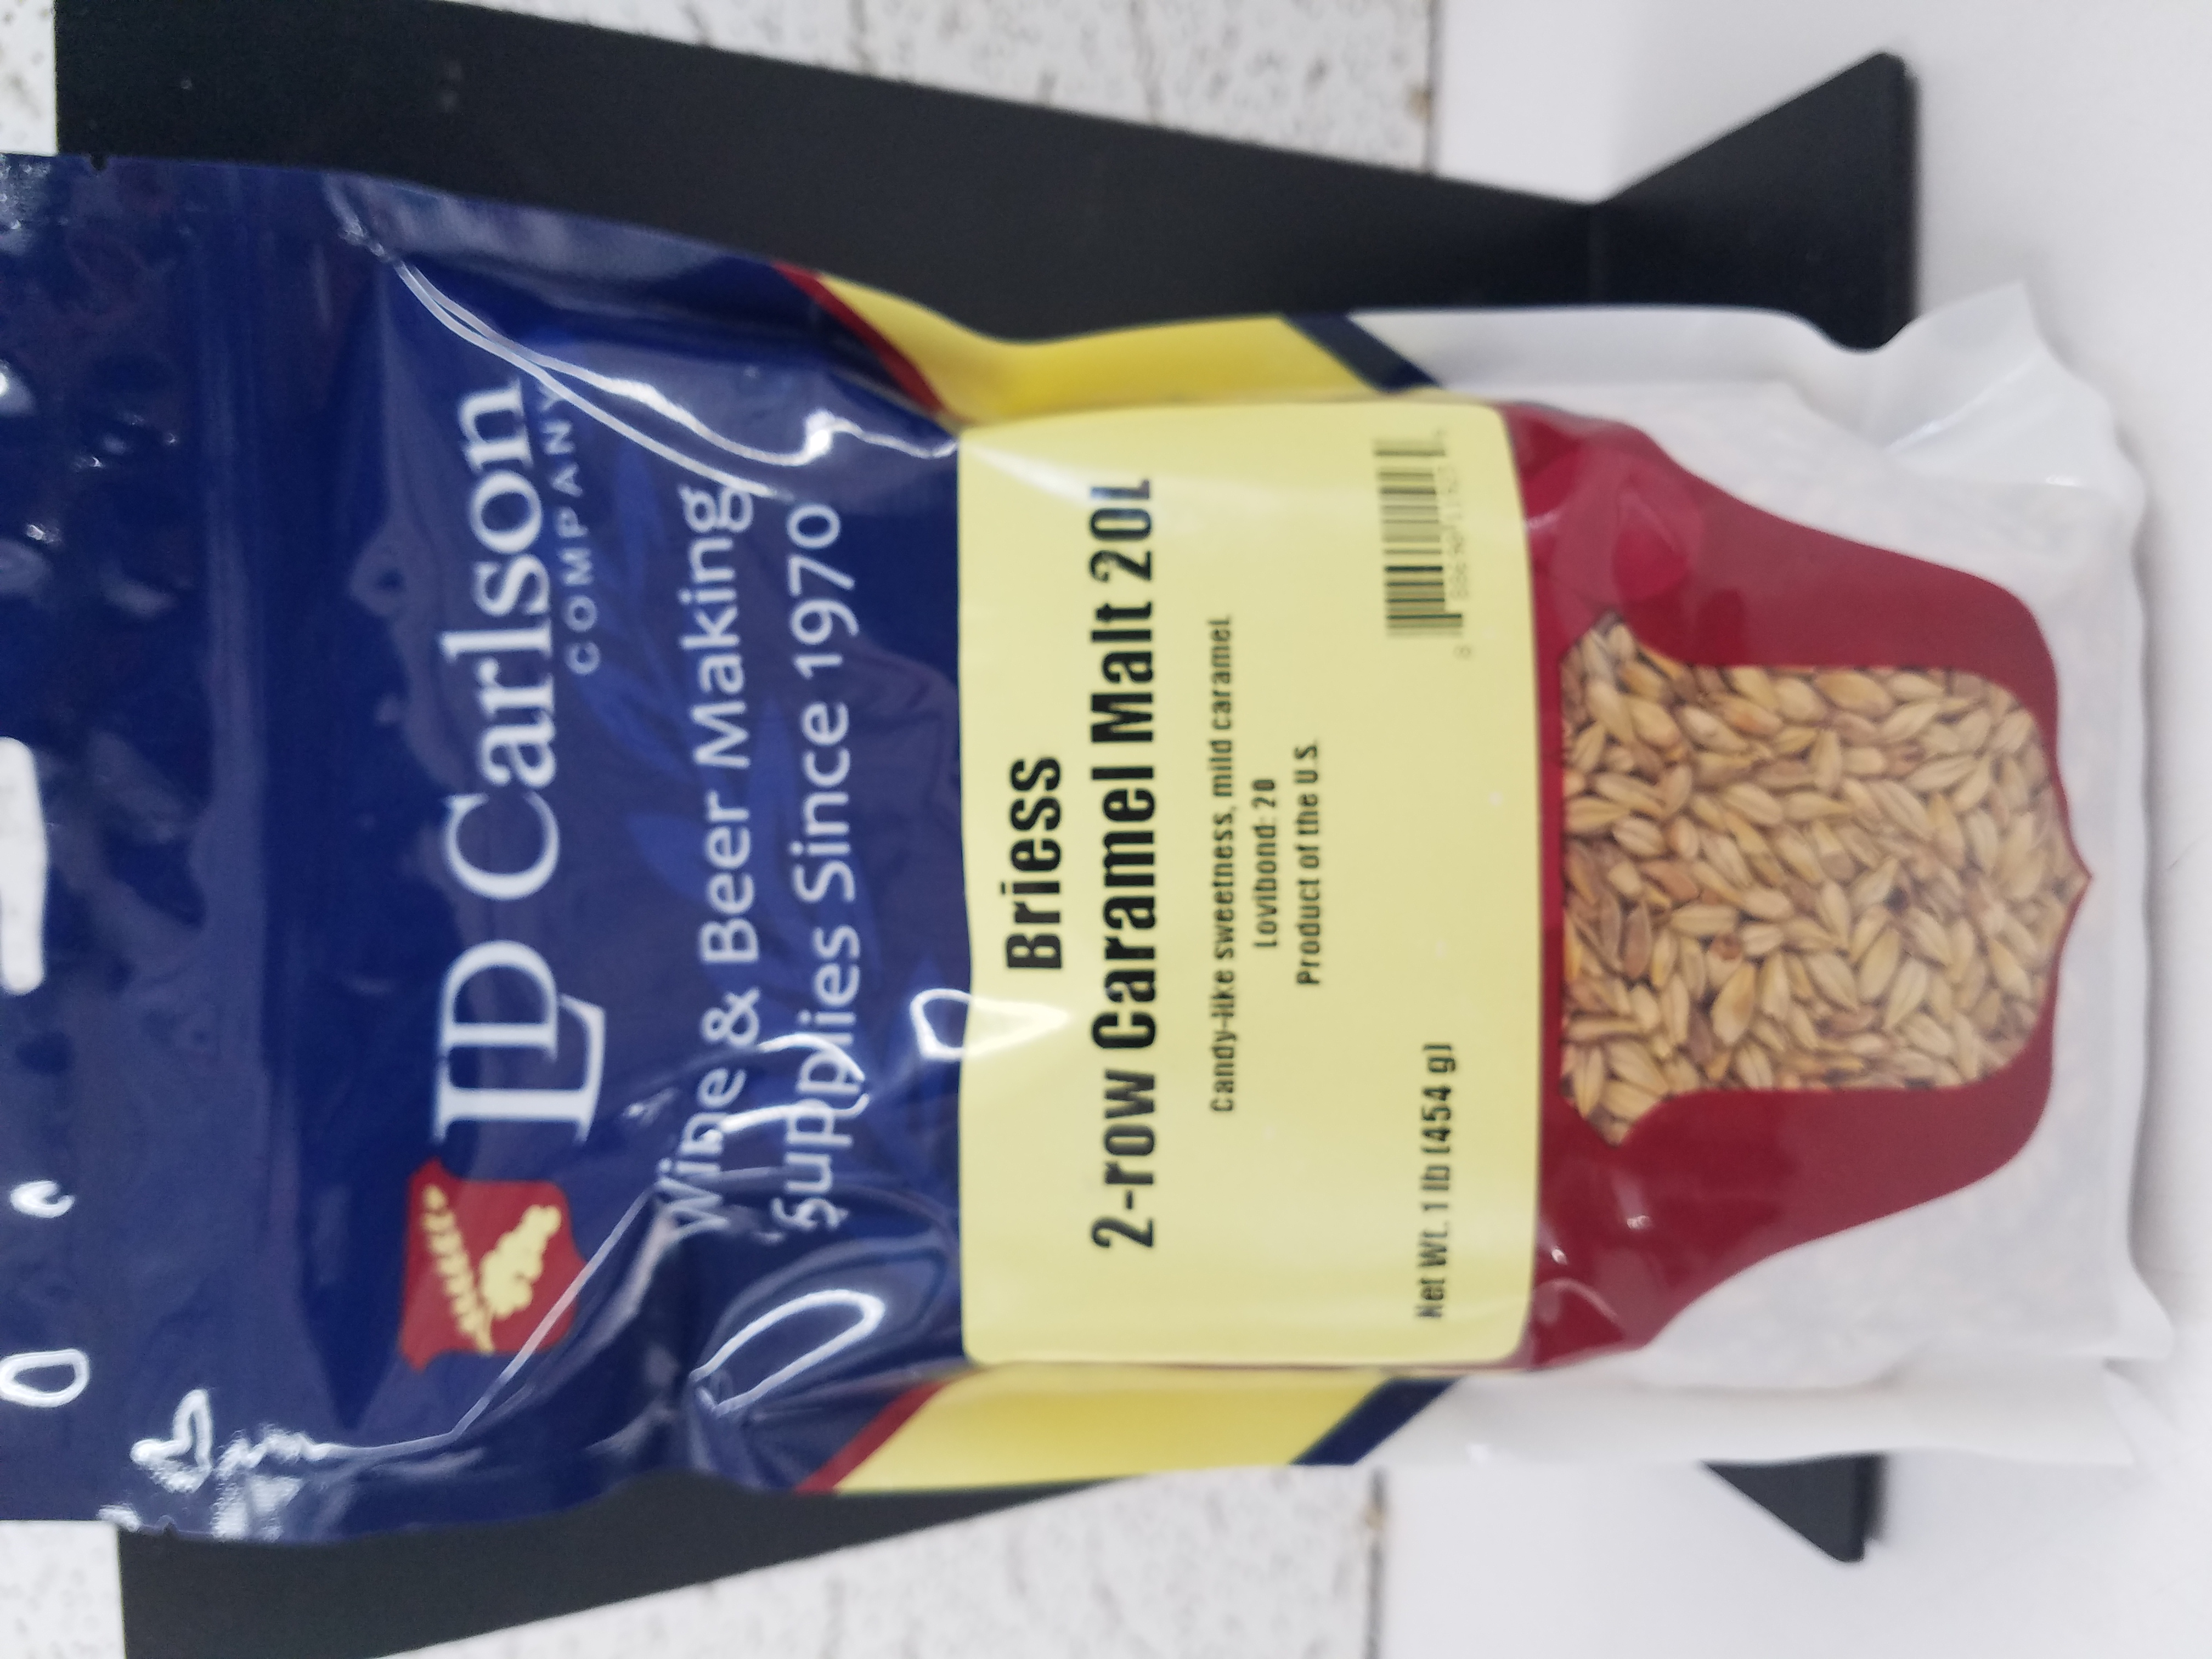 LD Carlson
COMPANY
Wine & Beer Making
Supplies Since 1970
Briess
2-row Caramel Malt 20L
Candy-like sweetness, mild caramel.
Lovibond: 20
Product of the U.S.
Net Wt. 1 lb (454 g)
8